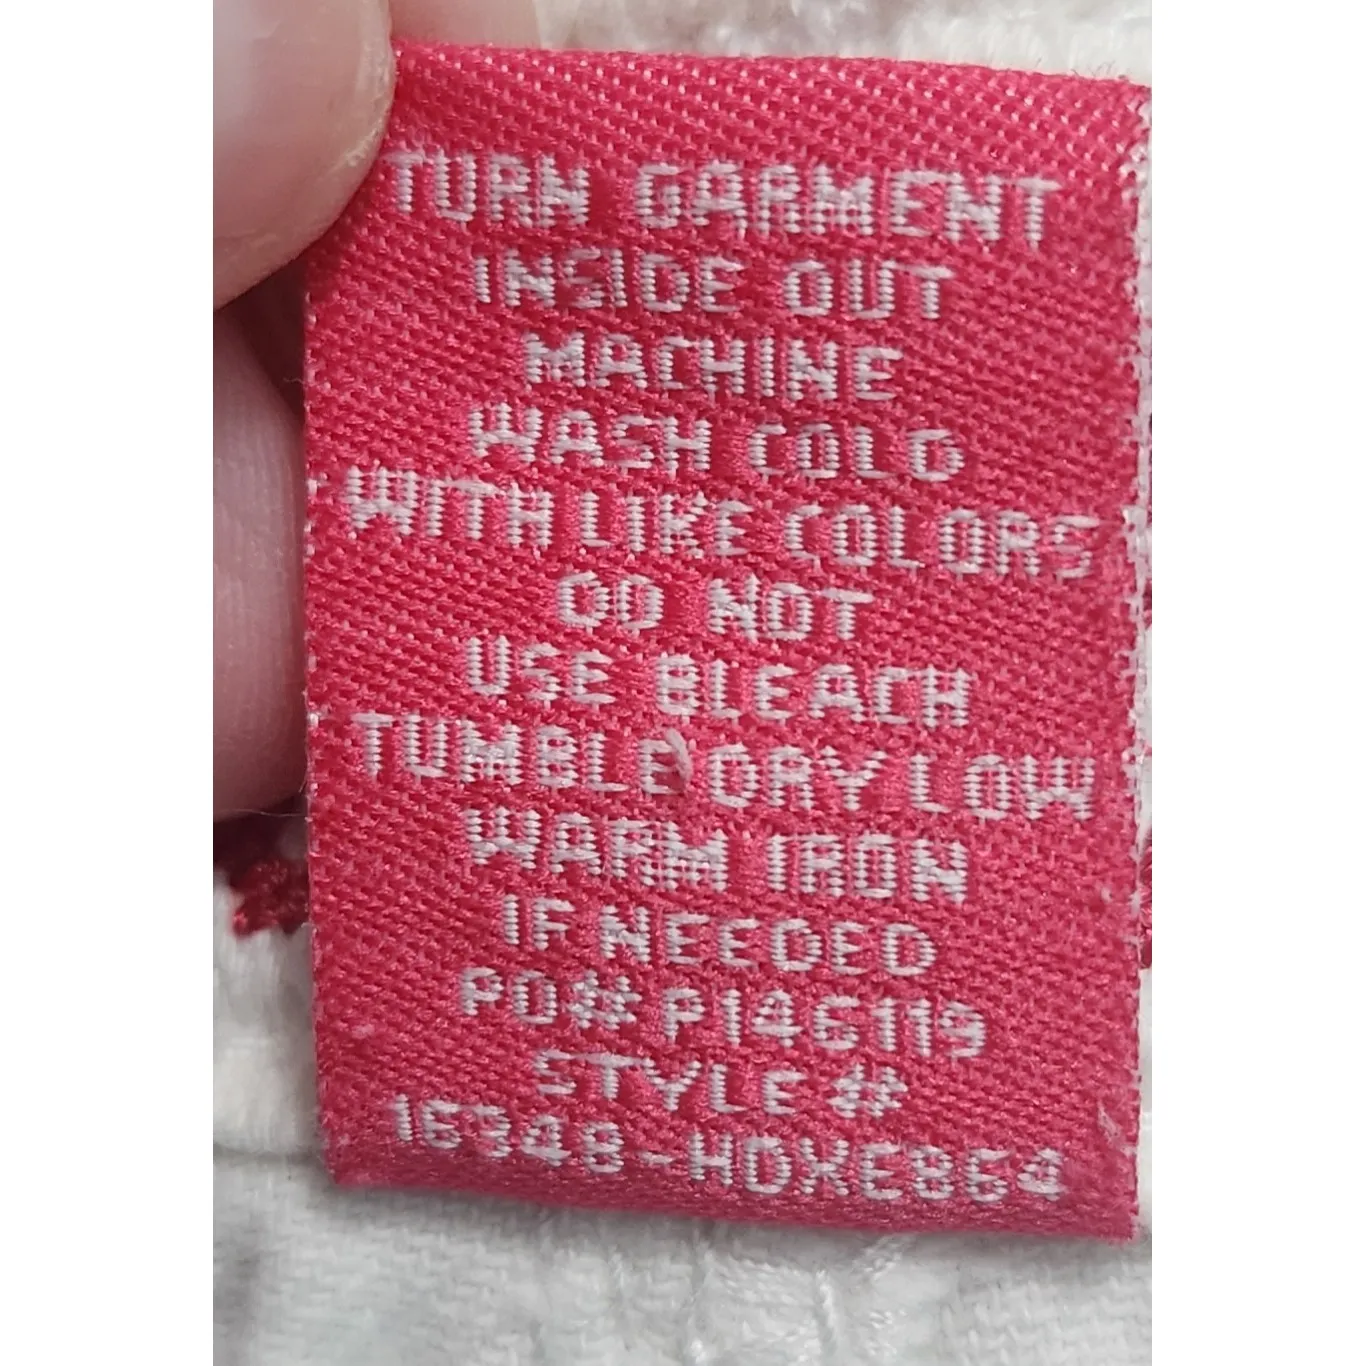 TURN GARMENT
INSIDE OUT
MACHINE
WASH COLD
WITH LIKE COLORS
DO NOT
USE BLEACH
TUMBLE DRY LOW
WARM IRON
IF NEEDED
PO# P146119
STYLE #
16348-HDXE864